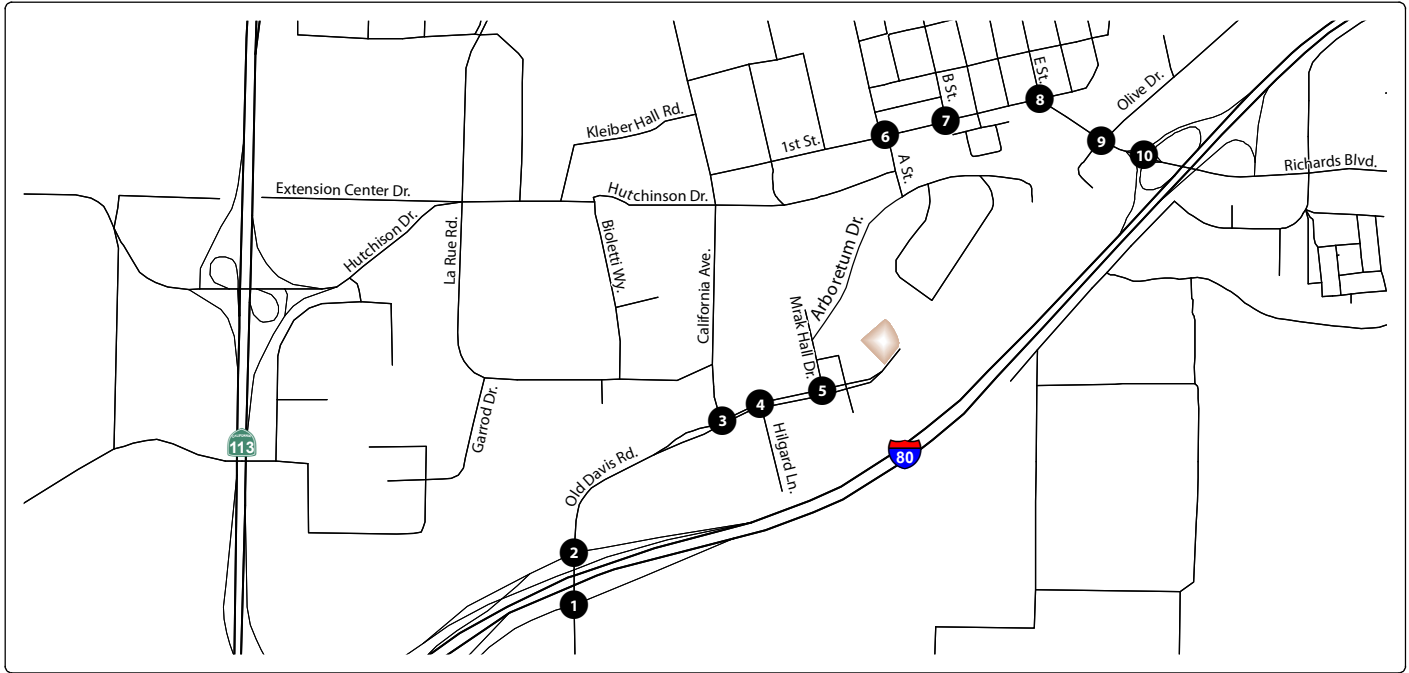 E St.
B St.
Olive Dr.
8
Kleiber Hall Rd.
7
6
9
10
1st St.
A St.
Richards Blvd.
Extension Center Dr.
Hutchinson Dr.
Hutchison Dr.
La Rue Rd.
Bioletti Wy.
California Ave.
Arboretum Dr.
Mrak Hall Dr.
5
4
3
Garrod Dr.
Hilgard Ln.
CALIFORNIA
113
80
Old Davis Rd.
2
1